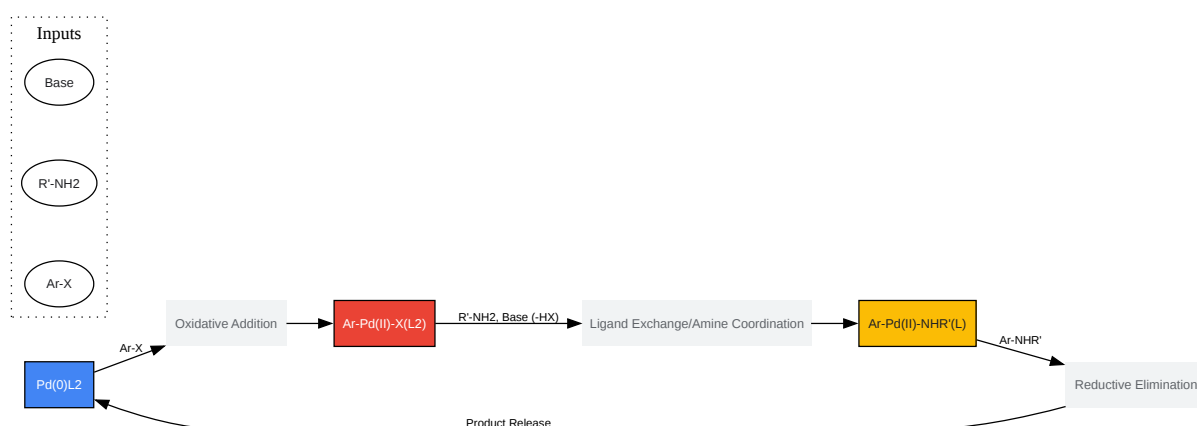 Inputs
Base
R'-NH2
Ar-X
Oxidative Addition
Ar-Pd(II)-X(L2)
R'-NH2, Base (-HX)
Ligand Exchange/Amine Coordination
Ar-Pd(II)-NHR'(L)
Ar-NHR'
Ar-X
Pd(0)L2
Reductive Elimination
Product Release